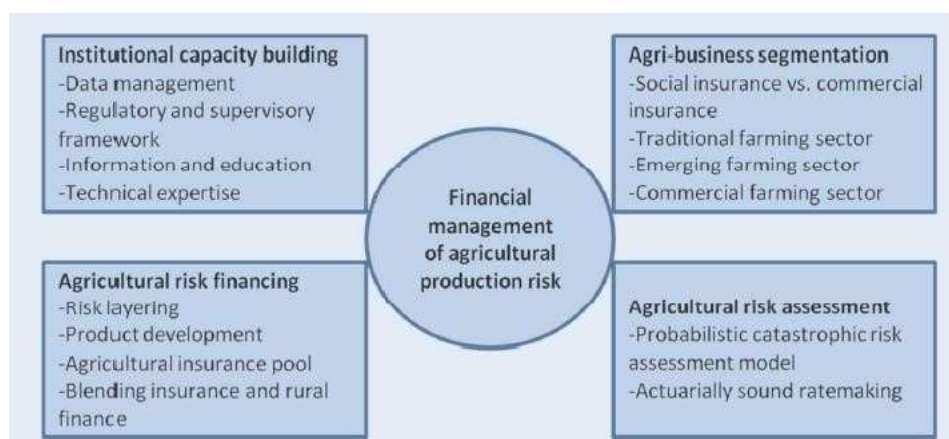 Institutional capacity building
-Data management
-Regulatory and supervisory
framework
-Information and education
-Technical expertise
Agri-business segmentation
-Social insurance vs. commercial
insurance
-Traditional farming sector
-Emerging farming sector
-Commercial farming sector
Financial
management
of agricultural
production risk
Agricultural risk financing
-Risk layering
-Product development
-Agricultural insurance pool
-Blending insurance and rural
finance
Agricultural risk assessment
-Probabilistic catastrophic risk
assessment model
-Actuarially sound ratemaking